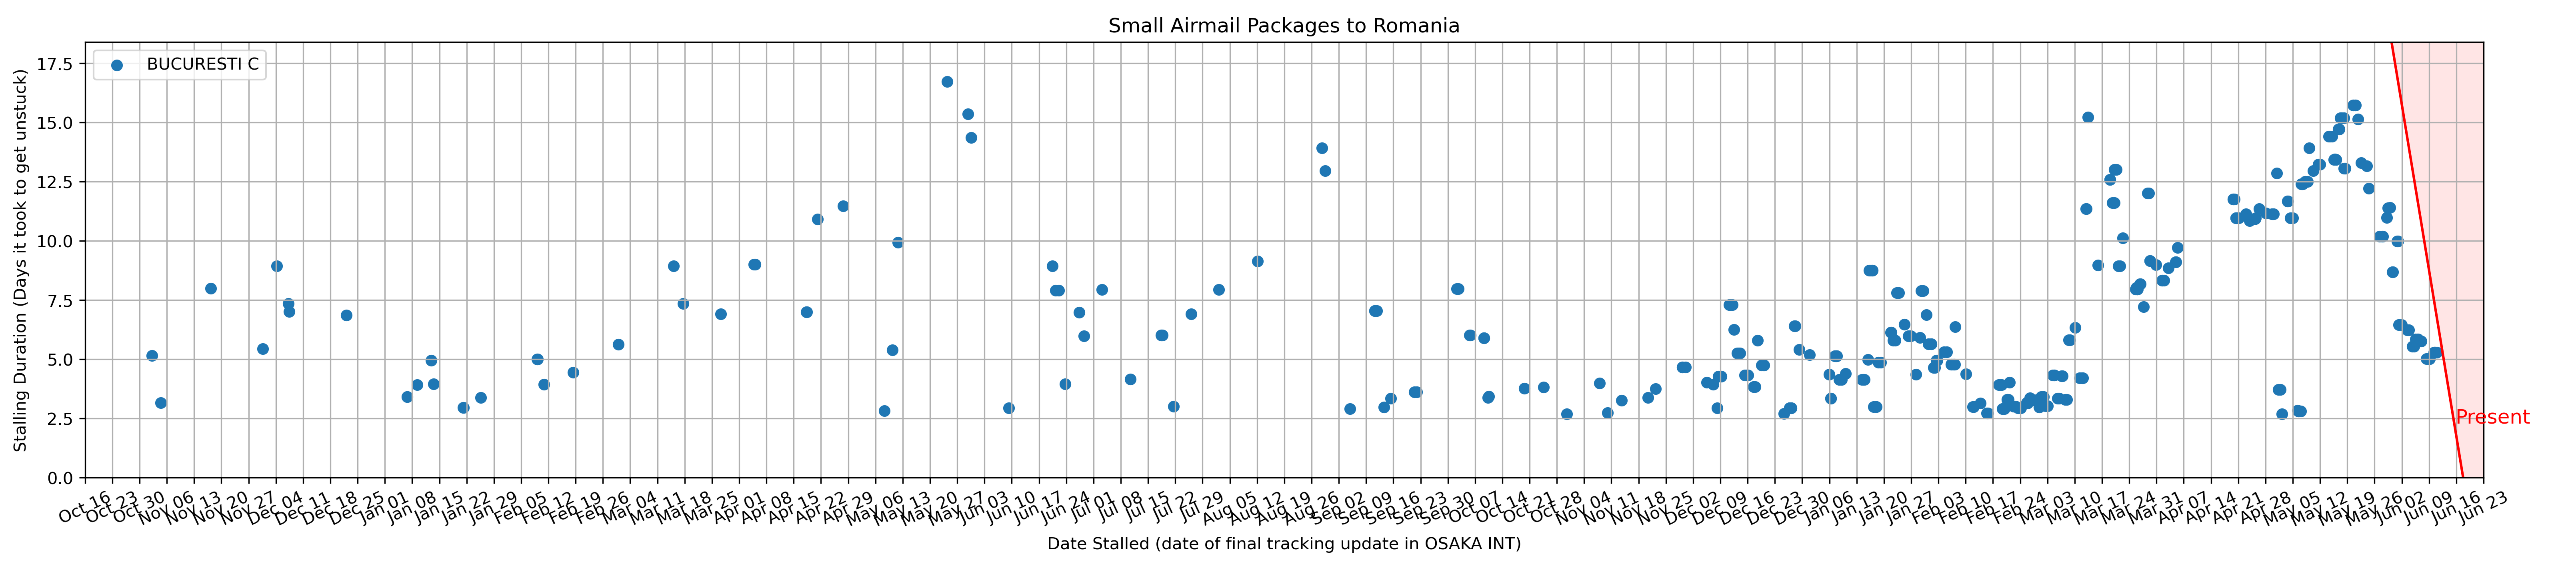 Small Airmail Packages to Romania
BUCURESTI C
Stalling Duration (Days it took to get unstuck)
17.5
15.0
12.5
10.0
7.5
5.0
2.5
0.0
Present
Oct 16 Oct 23 Oct 30 Nov 06 Nov 13 Nov 20 Nov 27 Dec 04 Dec 11 Dec 18 Dec 25 Jan 01 Jan 08 Jan 15 Jan 22 Jan 29 Feb 05 Feb 12 Feb 19 Feb 26 Mar 04 Mar 11 Mar 18 Mar 25 Apr 01 Apr 08 Apr 15 Apr 22 Apr 29 May 06 May 13 May 20 May 27 Jun 03 Jun 10 Jun 17 Jun 24 Jul 01 Jul 08 Jul 15 Jul 22 Jul 29 Aug 05 Aug 12 Aug 19 Aug 26 Sep 02 Sep 09 Sep 16 Sep 23 Sep 30 Oct 07 Oct 14 Oct 21 Oct 28 Nov 04 Nov 11 Nov 18 Nov 25 Dec 02 Dec 09 Dec 16 Dec 23 Dec 30 Jan 06 Jan 13 Jan 20 Jan 27 Feb 03 Feb 10 Feb 17 Feb 24 Mar 03 Mar 10 Mar 17 Mar 24 Mar 31 Apr 07 Apr 14 Apr 21 Apr 28 May 05 May 12 May 19 May 26 Jun 02 Jun 09 Jun 16 Jun 23
Date Stalled (date of final tracking update in OSAKA INT)